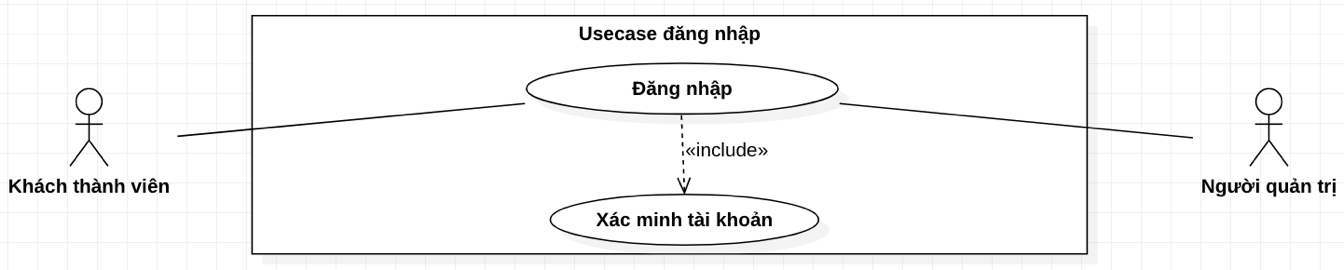 Usecase đăng nhập
Đăng nhập
«include»
Khách thành viên
Người quản trị
Xác minh tài khoản